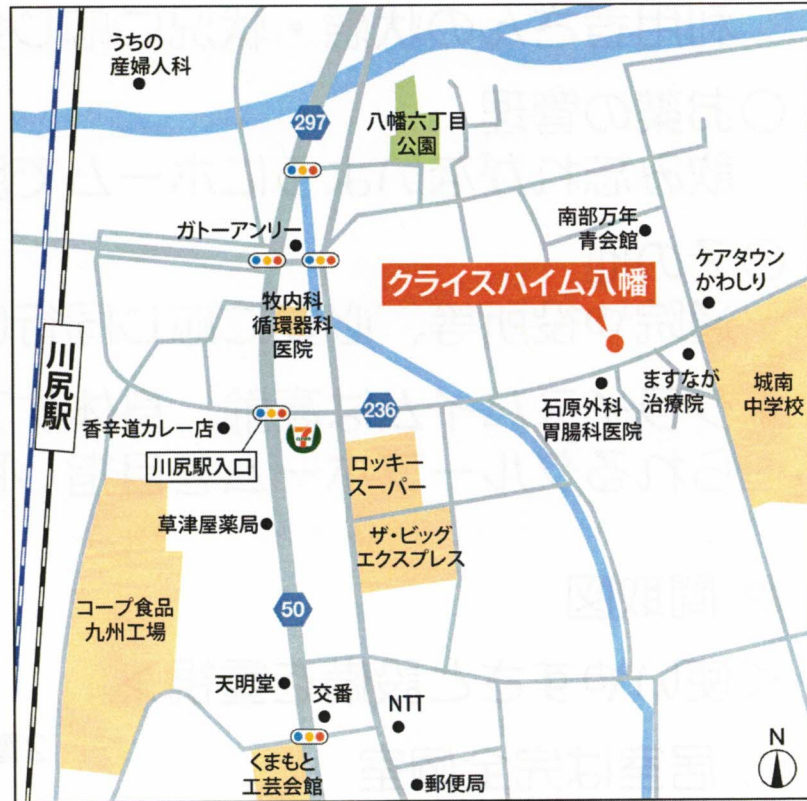 うちの
産婦人科
297
八幡六丁目
公園
ガトーアンリー
南部万年
青会館
ケアタウン
かわしり
クライスハイム八幡
牧内科
循環器科
医院
川尻駅
ますなが
治療院
城南
中学校
石原外科
胃腸科医院
236
香辛道カレー店
7
川尻駅入口
ロッキー
スーパー
草津屋薬局
ザ・ビッグ
エクスプレス
コープ食品
九州工場
50
天明堂
交番
NTT
くまもと
工芸会館
郵便局
N